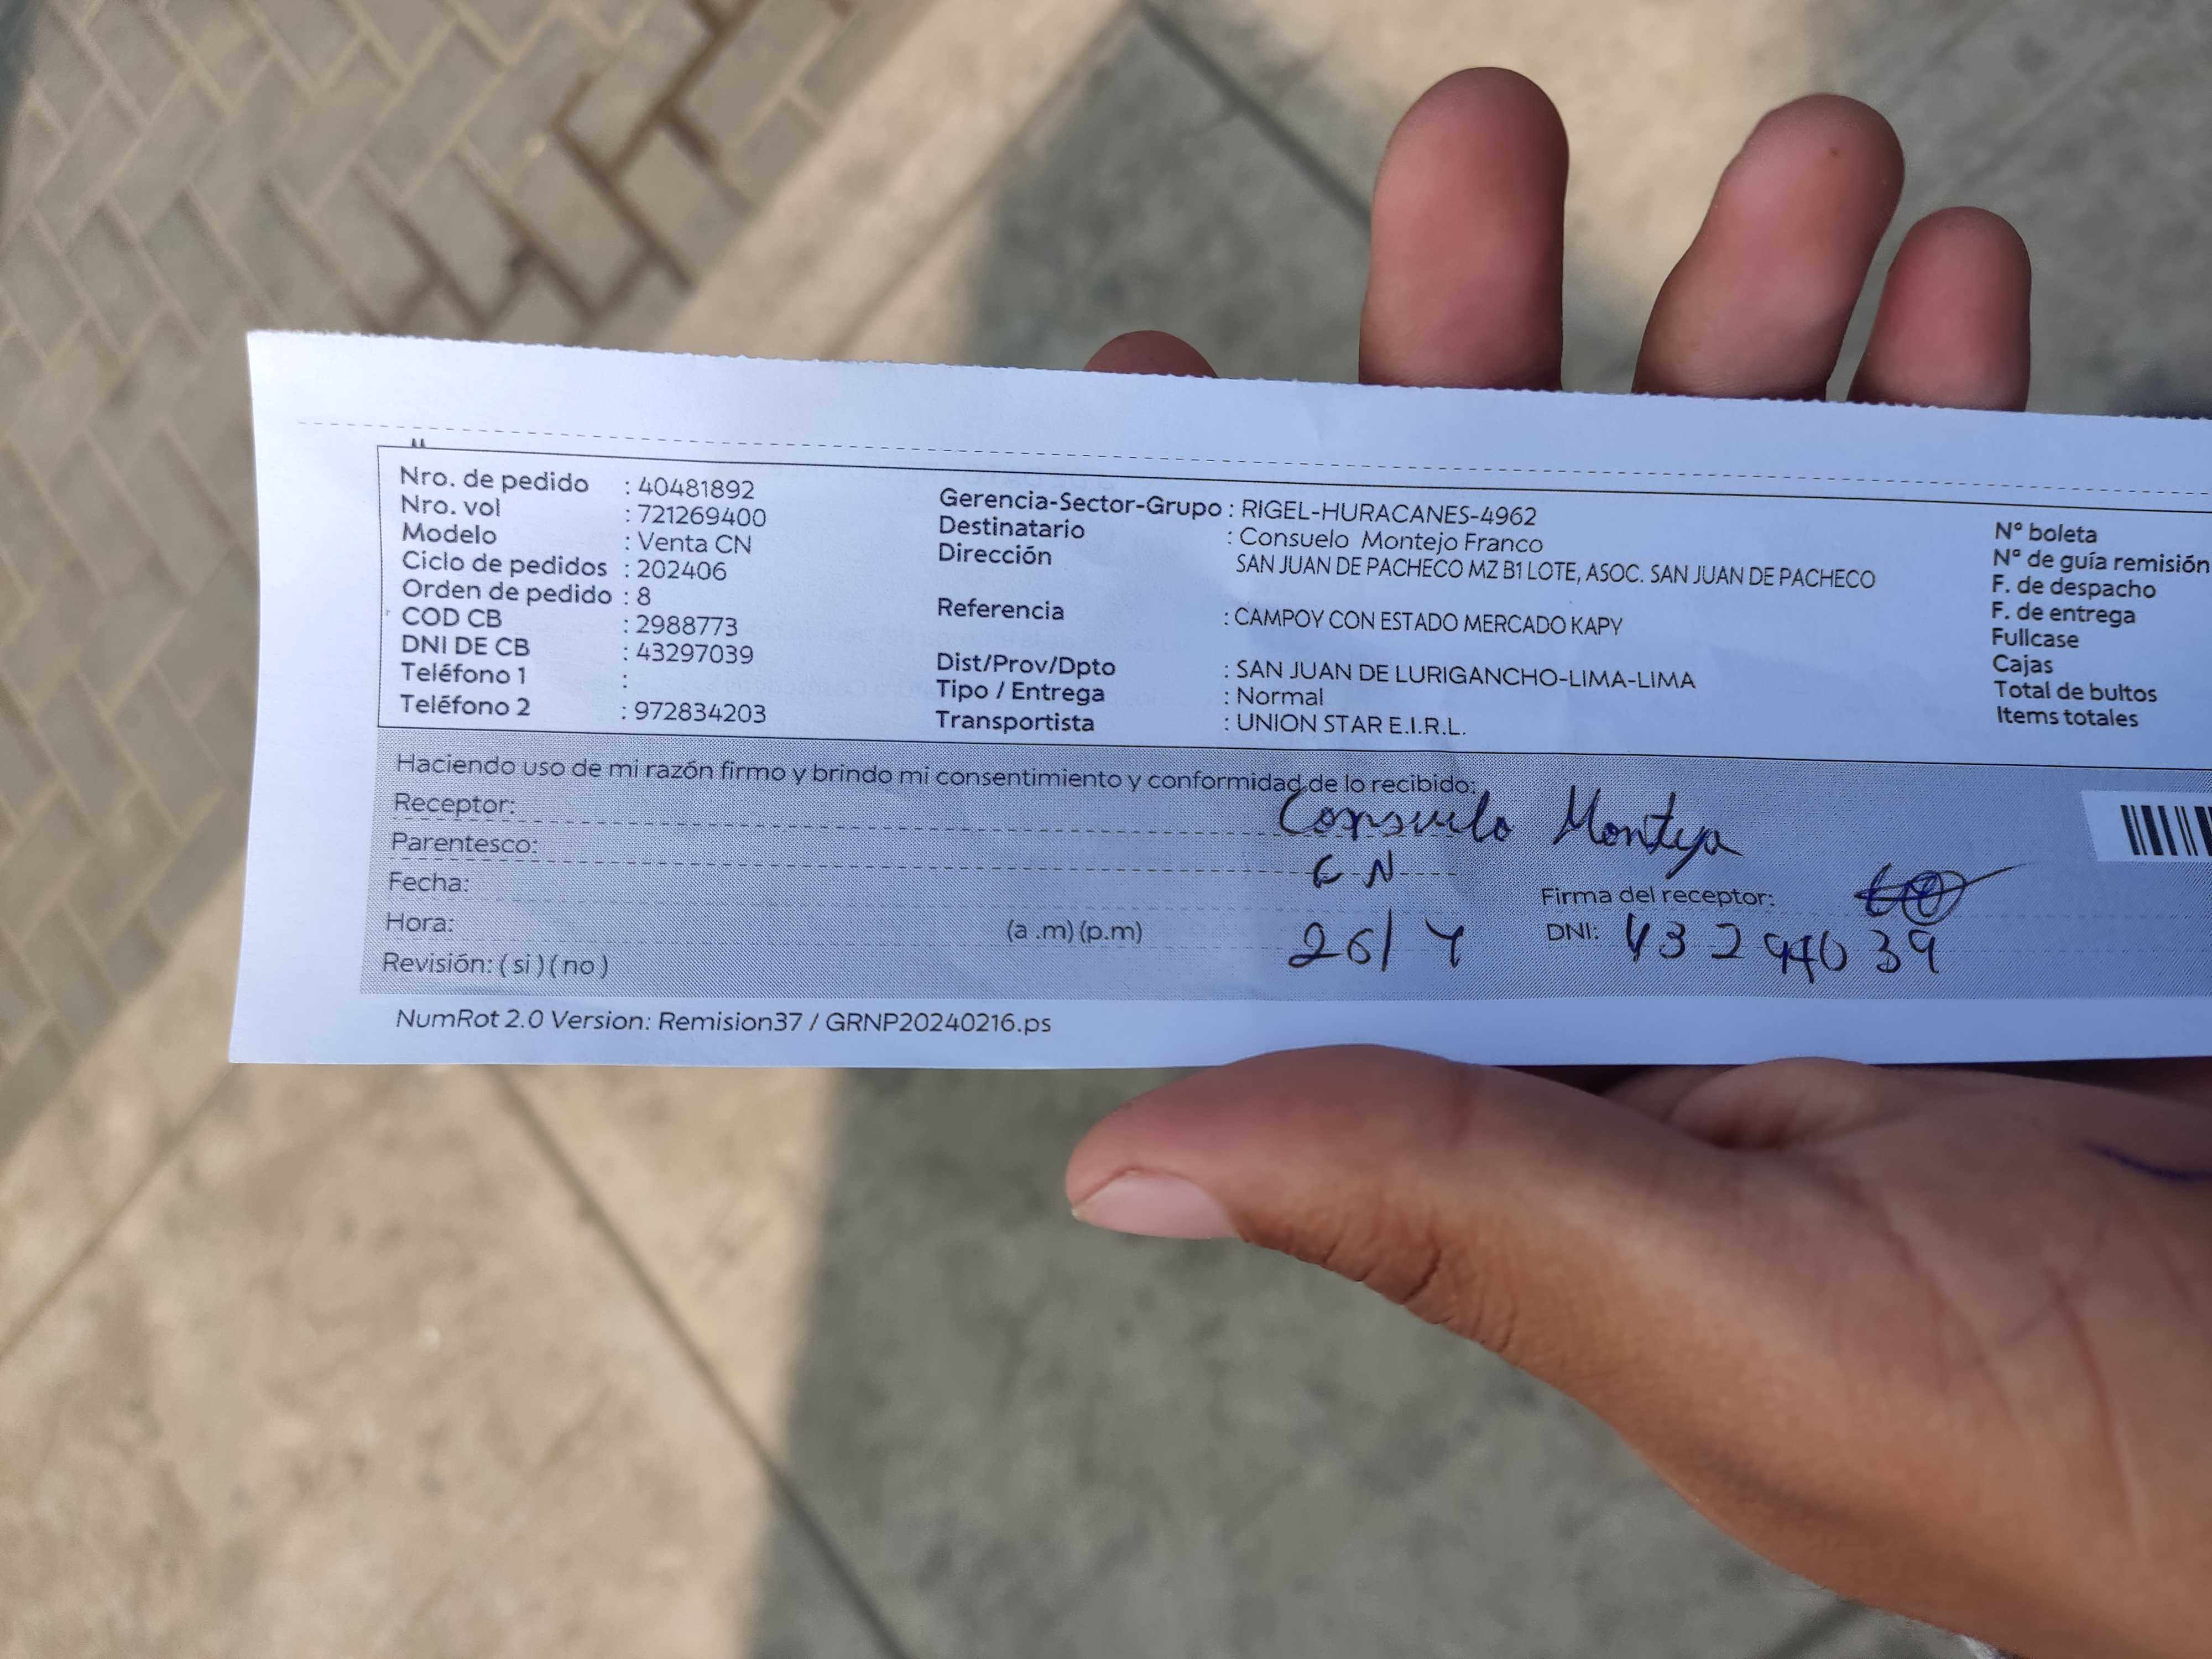 Nro. de pedido : 40481892
Nro. vol : 721269400
Modelo : Venta CN
Ciclo de pedidos : 202406
Orden de pedido : 8
COD CB : 2988773
DNI DE CB : 43297039
Teléfono 1 :
Teléfono 2 : 972834203
Gerencia-Sector-Grupo : RIGEL-HURACANES-4962
Destinatario : Consuelo Montejo Franco
Dirección SAN JUAN DE PACHECO MZ B1 LOTE, ASOC. SAN JUAN DE PACHECO
Referencia : CAMPOY CON ESTADO MERCADO KAPY
Dist/Prov/Dpto : SAN JUAN DE LURIGANCHO-LIMA-LIMA
Tipo / Entrega : Normal
Transportista : UNION STAR E.I.R.L.
N° boleta
N° de guía remisión
F. de despacho
F. de entrega
Fullcase
Cajas
Total de bultos
Items totales
Haciendo uso de mi razón firmo y brindo mi consentimiento y conformidad de lo recibido:
Receptor: Consuelo
Parentesco:
Fecha:
Hora: (a .m) (p.m) 26/
Revisión: ( si ) ( no )
Firma del receptor:
DNI:
NumRot 2.0 Version: Remision37 / GRNP20240216.ps